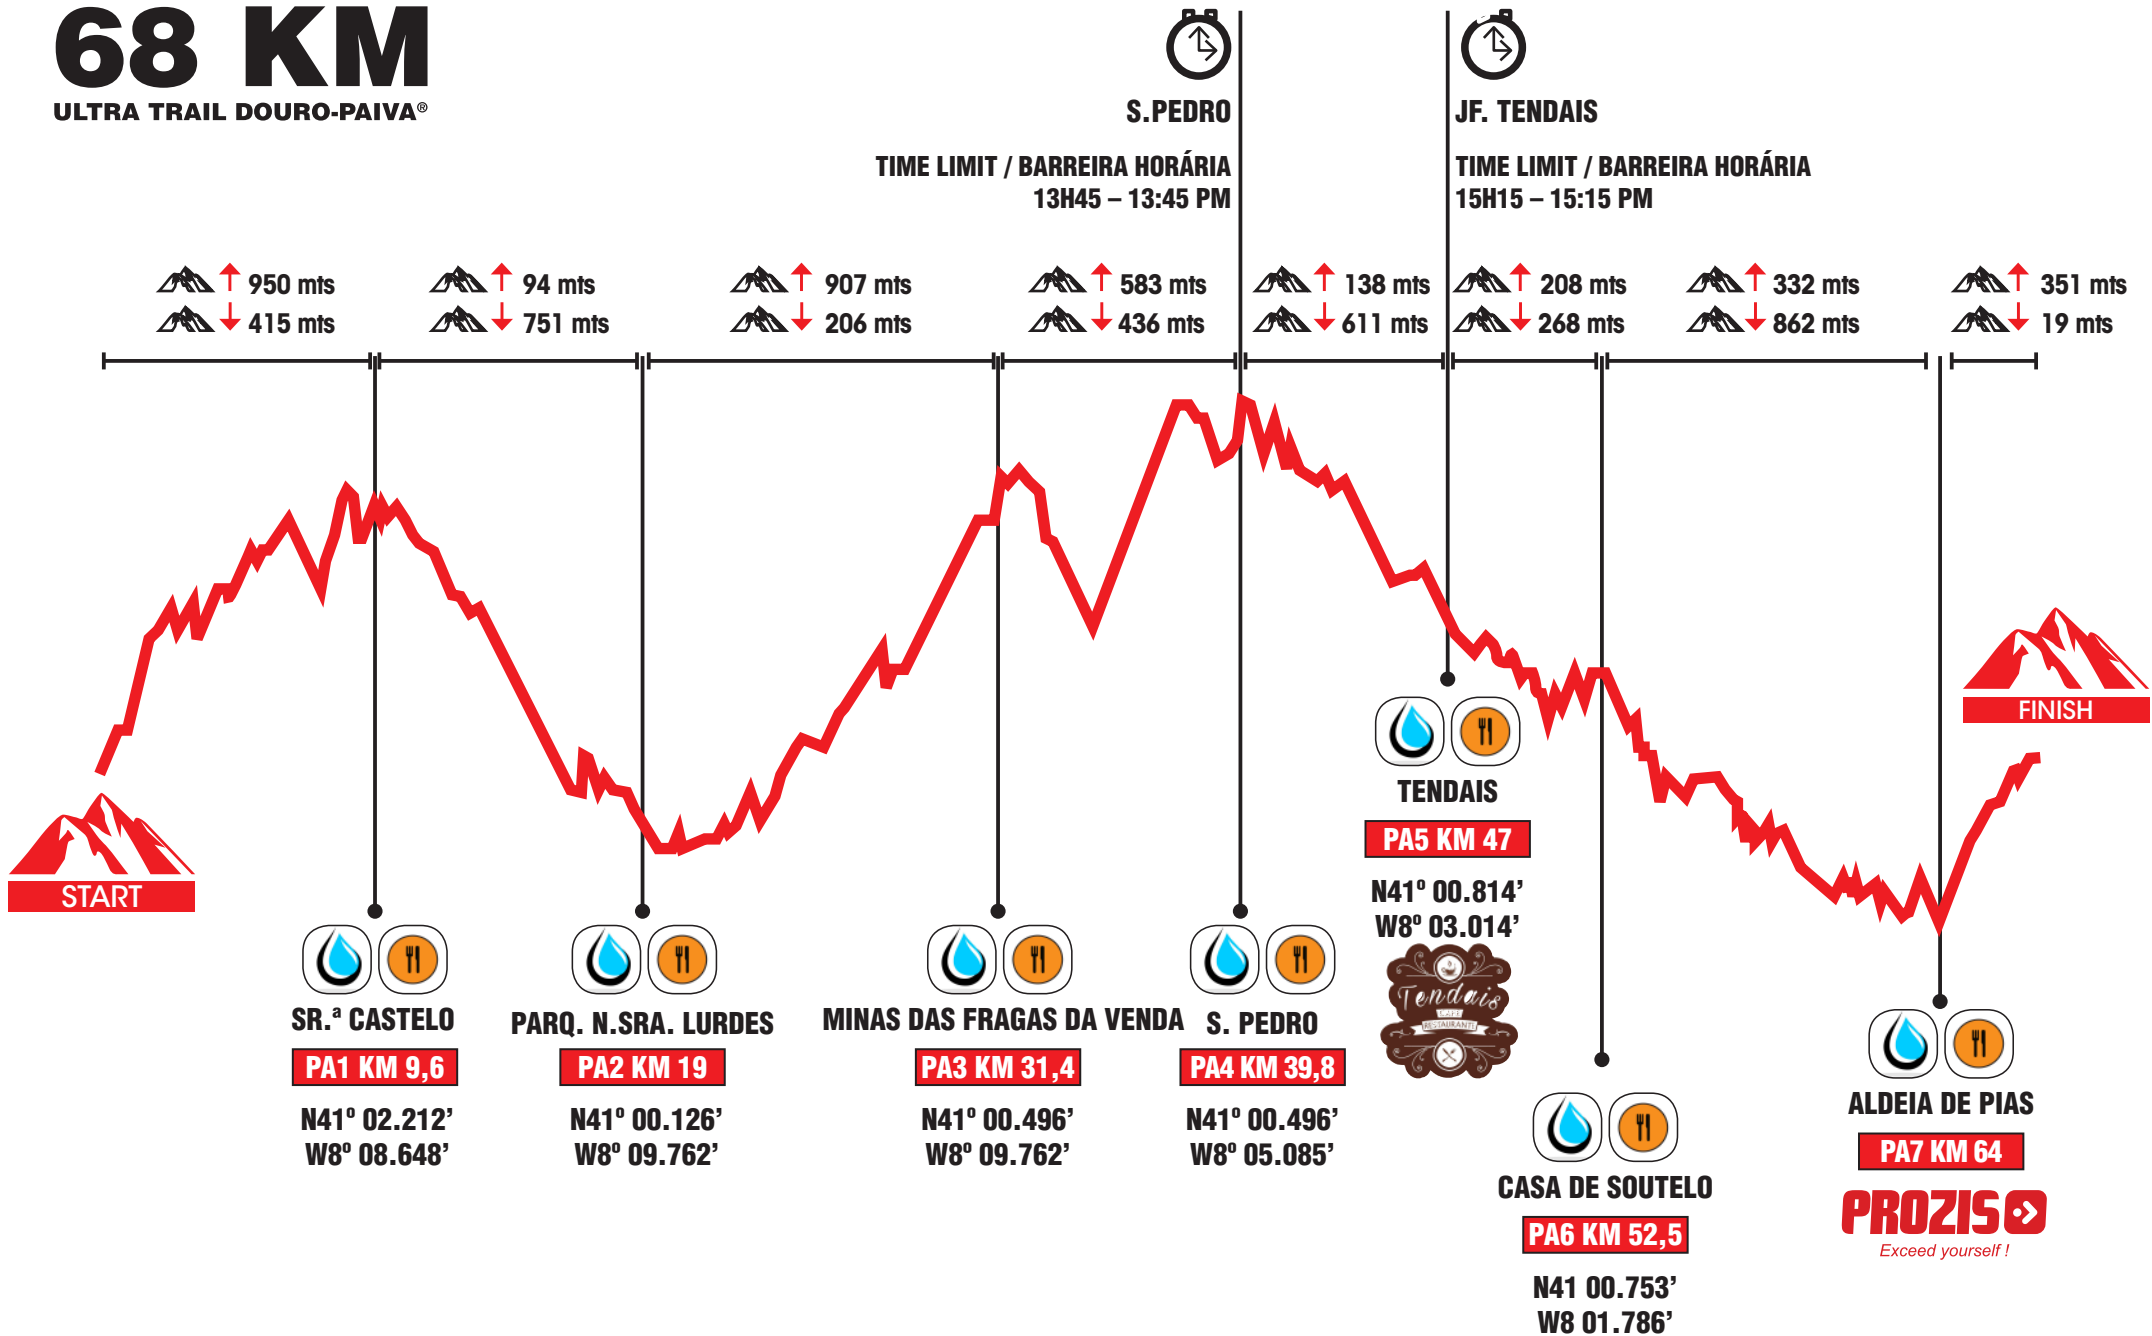 68 KM
ULTRA TRAIL DOURO-PAIVA®
S.PEDRO
TIME LIMIT / BARREIRA HORÁRIA
13H45 – 13:45 PM
JF. TENDAIS
TIME LIMIT / BARREIRA HORÁRIA
15H15 – 15:15 PM
950 mts
415 mts
94 mts
751 mts
907 mts
206 mts
583 mts
436 mts
138 mts
611 mts
208 mts
268 mts
332 mts
862 mts
351 mts
19 mts
START
FINISH
SR.ª CASTELO
PA1 KM 9,6
N41º 02.212’
W8º 08.648’
PARQ. N.SRA. LURDES
PA2 KM 19
N41º 00.126’
W8º 09.762’
MINAS DAS FRAGAS DA VENDA
PA3 KM 31,4
N41º 00.496’
W8º 09.762’
S. PEDRO
PA4 KM 39,8
N41º 00.496’
W8º 05.085’
TENDAIS
PA5 KM 47
N41º 00.814’
W8º 03.014’
Tendais
CAFÉ
RESTAURANTE
CASA DE SOUTELO
PA6 KM 52,5
N41 00.753’
W8 01.786’
ALDEIA DE PIAS
PA7 KM 64
PROZIS
Exceed yourself !